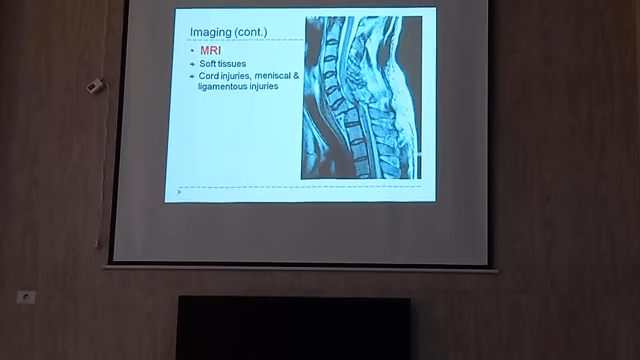 Imaging (cont.)
MRI
Soft tissues
Cord injuries, meniscal &
ligamentous injuries